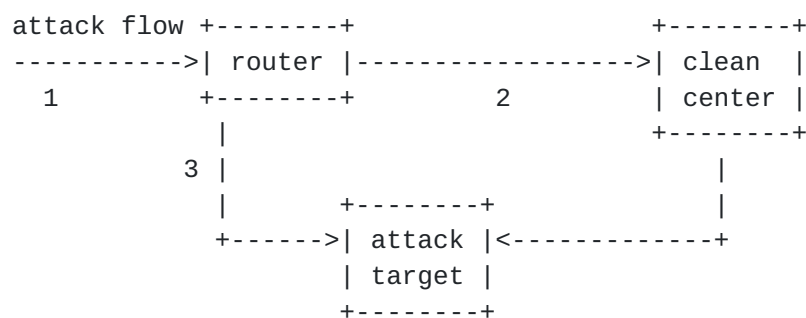 attack flow +--------+                    +--------+
----------->| router |------------------->| clean  |
  1         +--------+         2          | center |
             |                            +--------+
           3 |                                |
             |       +--------+               |
             +------>| attack |<--------------+
                     | target |
                     +--------+